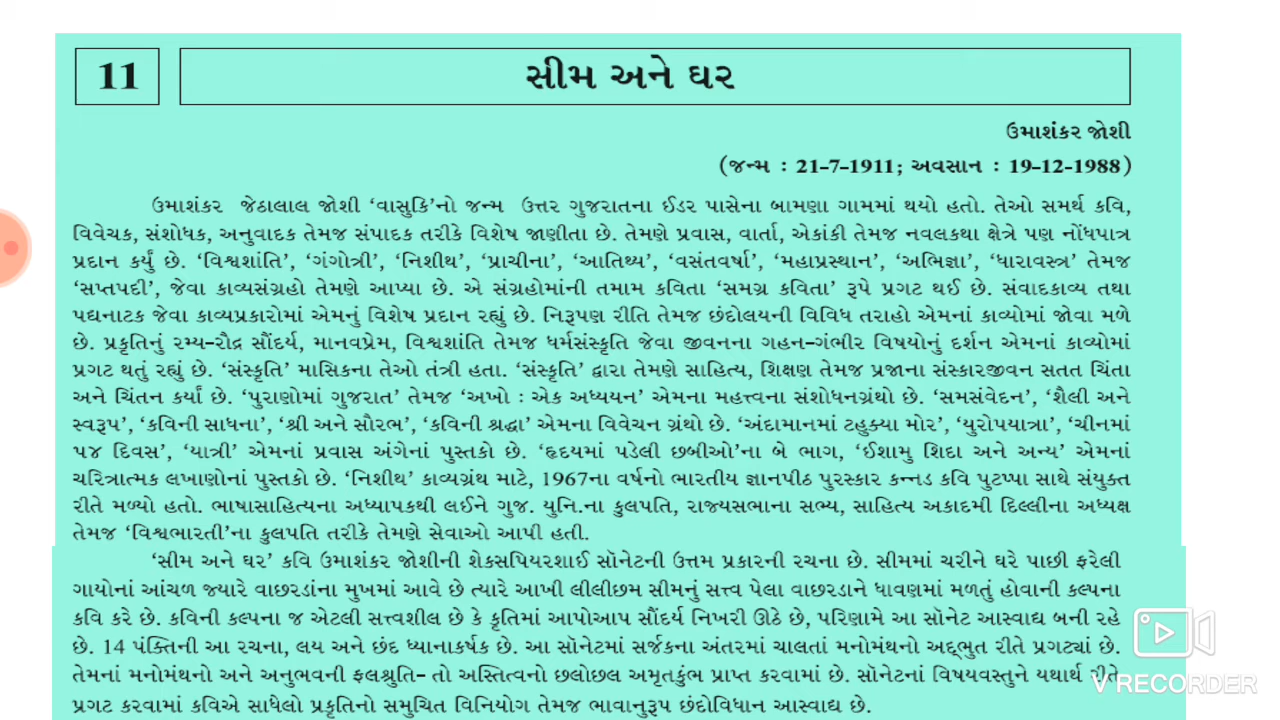 11
સીમ અને ઘર
ઉમાશંકર જોશી
(જન્મ : 21-7-1911; અવસાન : 19-12-1988)
ઉમાશંકર જેઠાલાલ જોશી ‘વાસુકિ’નો જન્મ ઉત્તર ગુજરાતના ઈડર પાસેના બામણા ગામમાં થયો હતો. તેઓ સમર્થ કવિ,
વિવેચક, સંશોધક, અનુવાદક તેમજ સંપાદક તરીકે વિશેષ જાણીતા છે. તેમણે પ્રવાસ, વાર્તા, એકાંકી તેમજ નવલકથા ક્ષેત્રે પણ નોંધપાત્ર
પ્રદાન કર્યું છે. ‘વિશ્વશાંતિ’, ‘ગંગોત્રી’, ‘નિશીથ’, ‘પ્રાચીના’, ‘આતિથ્ય’, ‘વસંતવર્ષા’, ‘મહાપ્રસ્થાન’, ‘અભિજ્ઞા’, ‘ધારાવસ્ત્ર’ તેમજ
‘સપ્તપદી’, જેવા કાવ્યસંગ્રહો તેમણે આપ્યા છે. એ સંગ્રહોમાંની તમામ કવિતા ‘સમગ્ર કવિતા’ રૂપે પ્રગટ થઈ છે. સંવાદકાવ્ય તથા
પદ્યનાટક જેવા કાવ્યપ્રકારોમાં એમનું વિશેષ પ્રદાન રહ્યું છે. નિરૂપણ રીતિ તેમજ છંદોલયની વિવિધ તરાહો એમનાં કાવ્યોમાં જોવા મળે
છે. પ્રકૃતિનું રમ્ય-રૌદ્ર સૌંદર્ય, માનવપ્રેમ, વિશ્વશાંતિ તેમજ ધર્મસંસ્કૃતિ જેવા જીવનના ગહન-ગંભીર વિષયોનું દર્શન એમનાં કાવ્યોમાં
પ્રગટ થતું રહ્યું છે. ‘સંસ્કૃતિ’ માસિકના તેઓ તંત્રી હતા. ‘સંસ્કૃતિ’ દ્વારા તેમણે સાહિત્ય, શિક્ષણ તેમજ પ્રજાના સંસ્કારજીવન સતત ચિંતા
અને ચિંતન કર્યાં છે. ‘પુરાણોમાં ગુજરાત’ તેમજ ‘અખો : એક અધ્યયન’ એમના મહત્ત્વના સંશોધનગ્રંથો છે. ‘સમસંવેદન’, ‘શૈલી અને
સ્વરૂપ’, ‘કવિની સાધના’, ‘શ્રી અને સૌરભ’, ‘કવિની શ્રદ્ધા’ એમના વિવેચન ગ્રંથો છે. ‘અંદામાનમાં ટહુક્યા મોર’, ‘યુરોપયાત્રા’, ‘ચીનમાં
૫૪ દિવસ’, ‘યાત્રી’ એમનાં પ્રવાસ અંગેનાં પુસ્તકો છે. ‘હૃદયમાં પડેલી છબીઓ’ના બે ભાગ, ‘ઈશામુ શિદા અને અન્ય’ એમનાં
ચરિત્રાત્મક લખાણોનાં પુસ્તકો છે. ‘નિશીથ’ કાવ્યગ્રંથ માટે, 1967ના વર્ષનો ભારતીય જ્ઞાનપીઠ પુરસ્કાર કન્નડ કવિ પુટપ્પા સાથે સંયુક્ત
રીતે મળ્યો હતો. ભાષાસાહિત્યના અધ્યાપકથી લઈને ગુજ. યુનિ.ના કુલપતિ, રાજ્યસભાના સભ્ય, સાહિત્ય અકાદમી દિલ્લીના અધ્યક્ષ
તેમજ ‘વિશ્વભારતી’ના કુલપતિ તરીકે તેમણે સેવાઓ આપી હતી.
‘સીમ અને ઘર’ કવિ ઉમાશંકર જોશીની શેક્સપિયરશાઈ સૉનેટની ઉત્તમ પ્રકારની રચના છે. સીમમાં ચરીને ઘરે પાછી ફરેલી
ગાયોનાં આંચળ જ્યારે વાછરડાંના મુખમાં આવે છે ત્યારે આખી લીલીછમ સીમનું સત્ત્વ પેલા વાછરડાને ધાવણમાં મળતું હોવાની કલ્પના
કવિ કરે છે. કવિની કલ્પના જ એટલી સત્ત્વશીલ છે કે કૃતિમાં આપોઆપ સૌંદર્ય નિખરી ઊઠે છે, પરિણામે આ સૉનેટ આસ્વાદ્ય બની રહે
છે. 14 પંક્તિની આ રચના, લય અને છંદ ધ્યાનાકર્ષક છે. આ સૉનેટમાં સર્જકના અંતરમાં ચાલતાં મનોમંથનો અદ્ભુત રીતે પ્રગટ્યાં છે.
તેમનાં મનોમંથનો અને અનુભવની ફલશ્રુતિ- તો અસ્તિત્વનો છલોછલ અમૃતકુંભ પ્રાપ્ત કરવામાં છે. સૉનેટનાં વિષયવસ્તુને યથાર્થ રીતે
પ્રગટ કરવામાં કવિએ સાધેલો પ્રકૃતિનો સમુચિત વિનિયોગ તેમજ ભાવાનુરૂપ છંદોવિધાન આસ્વાદ્ય છે.
VRECORDER